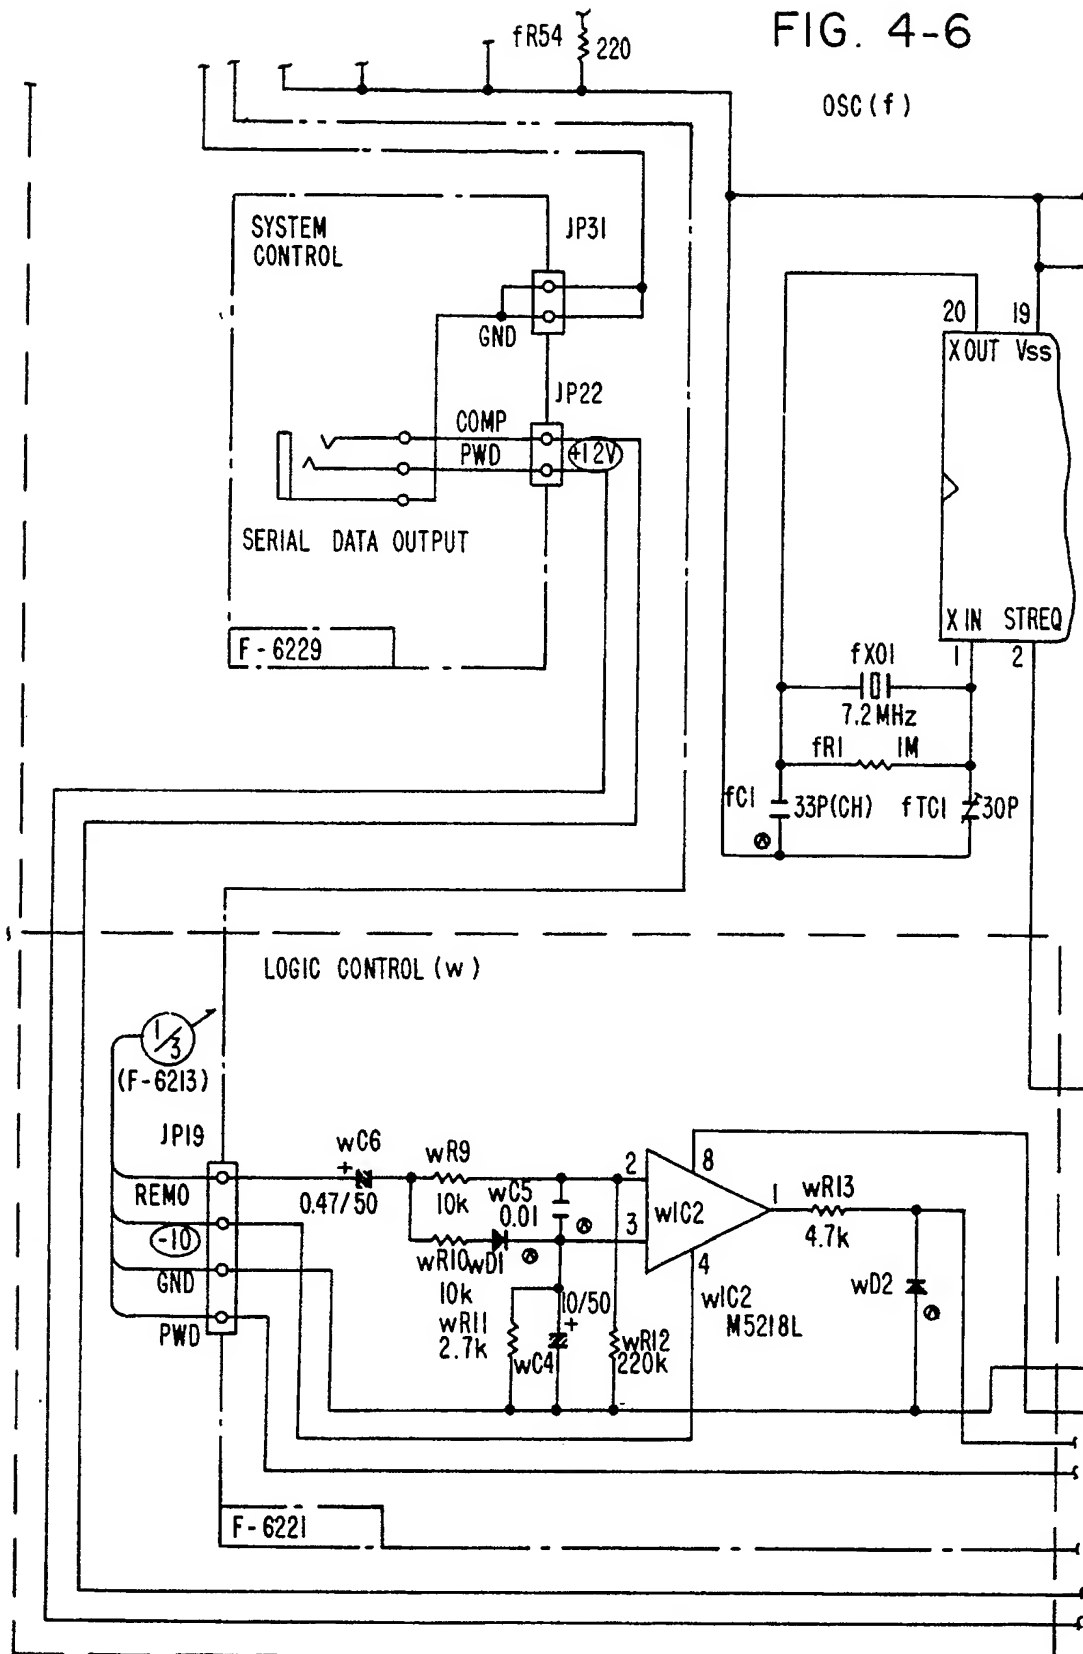 FIG. 4-6
fR54
220
OSC (f)
SYSTEM
CONTROL
JP31
GND
JP22
COMP
PWD
+12V
SERIAL DATA OUTPUT
F-6229
20
19
X OUT
Vss
X IN
STREQ
1
2
fX01
7.2MHz
fR1
1M
fC1
33P(CH)
fTC1
30P
LOGIC CONTROL (w)
1/3
(F-6213)
JP19
REMO
-10
GND
PWD
wC6
+
0.47/50
wR9
10k
wC5
0.01
wR10
10k
wD1
wR11
2.7k
wC4
10/50
+
wR12
220k
2
3
8
4
1
wIC2
wIC2
M5218L
wR13
4.7k
wD2
F-6221